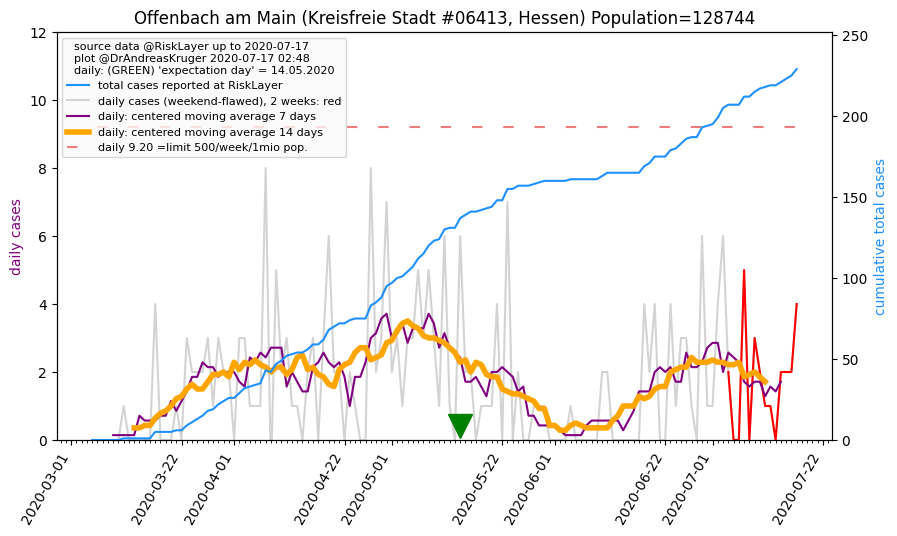 Offenbach am Main (Kreisfreie Stadt #06413, Hessen) Population=128744
source data @RiskLayer up to 2020-07-17
plot @DrAndreasKruger 2020-07-17 02:48
daily: (GREEN) 'expectation day' = 14.05.2020
total cases reported at RiskLayer
daily cases (weekend-flawed), 2 weeks: red
daily: centered moving average 7 days
daily: centered moving average 14 days
daily 9.20 =limit 500/week/1mio pop.
daily cases
12
10
8
6
4
2
0
cumulative total cases
250
200
150
100
50
0
2020-03-01
2020-03-22
2020-04-01
2020-04-22
2020-05-01
2020-05-22
2020-06-01
2020-06-22
2020-07-01
2020-07-22